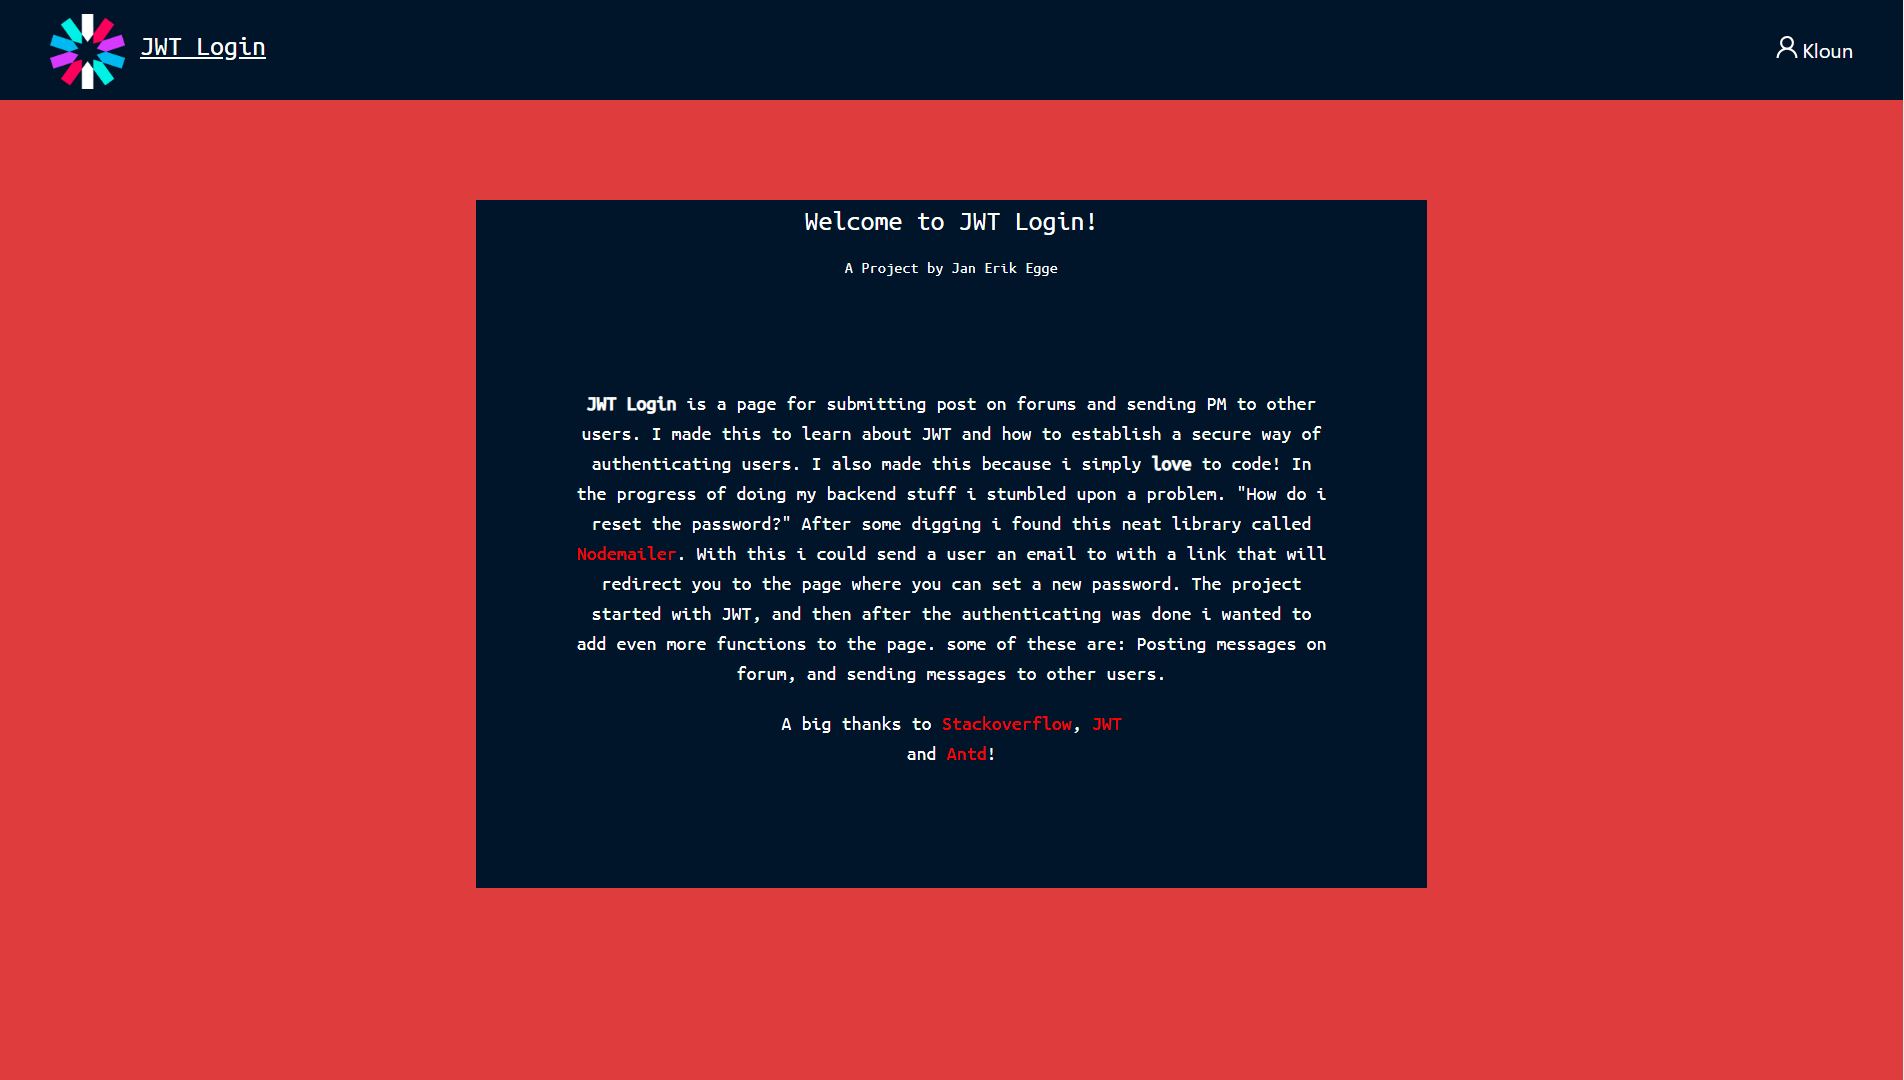 JWT Login
Kloun
Welcome to JWT Login!
A Project by Jan Erik Egge
JWT Login is a page for submitting post on forums and sending PM to other
users. I made this to learn about JWT and how to establish a secure way of
authenticating users. I also made this because i simply love to code! In
the progress of doing my backend stuff i stumbled upon a problem. "How do i
reset the password?" After some digging i found this neat library called
Nodemailer. With this i could send a user an email to with a link that will
redirect you to the page where you can set a new password. The project
started with JWT, and then after the authenticating was done i wanted to
add even more functions to the page. some of these are: Posting messages on
forum, and sending messages to other users.
A big thanks to Stackoverflow, JWT
and Antd!